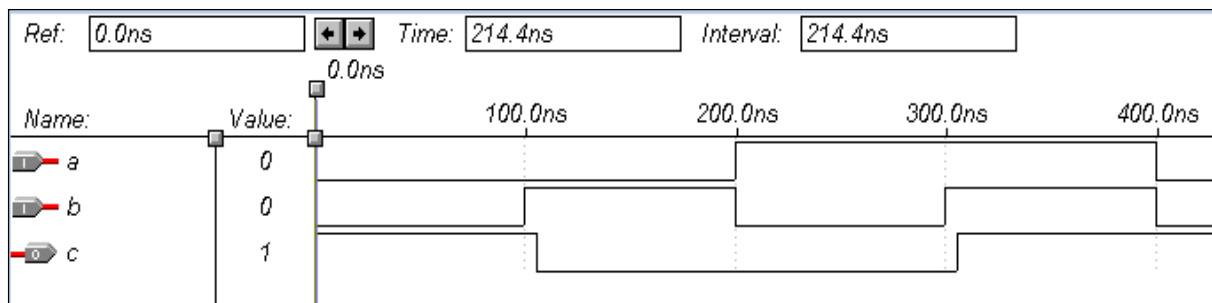 Ref: 0.0ns Time: 214.4ns Interval: 214.4ns
0.0ns
Name: Value: 100.0ns 200.0ns 300.0ns 400.0ns
I a 0
I b 0
O c 1